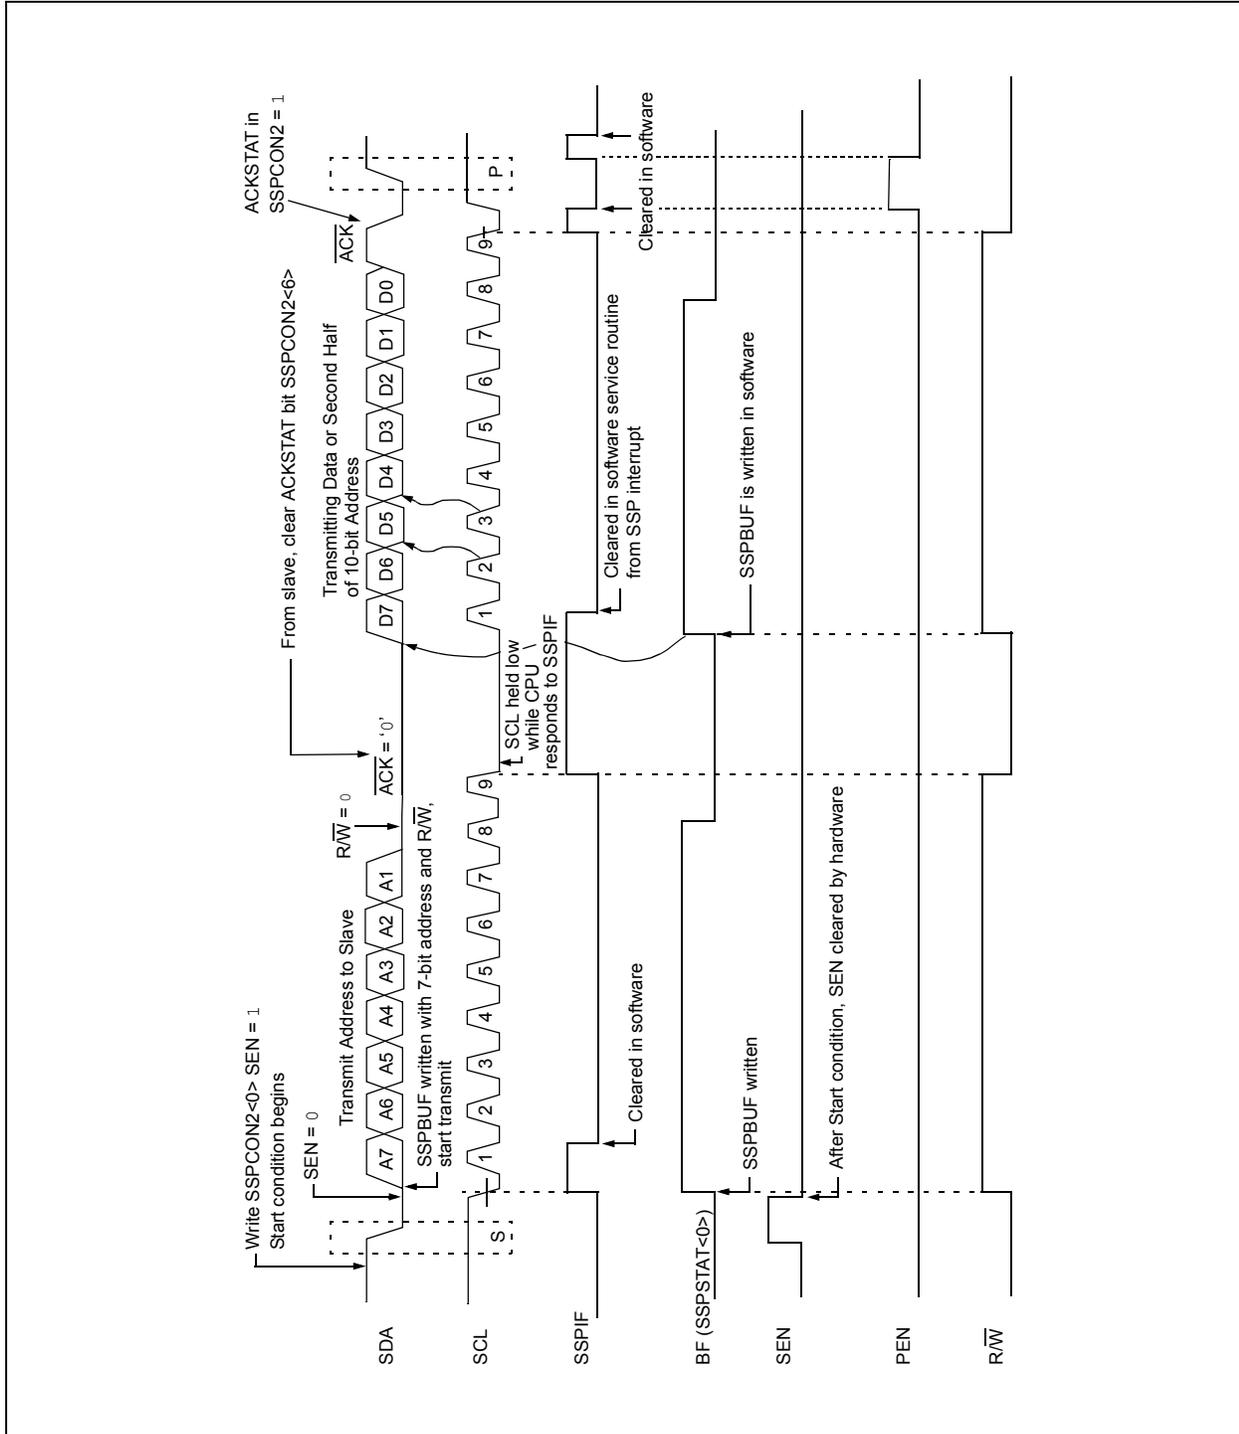 Write SSPCON2<0> SEN = 1
Start condition begins
SEN = 0
Transmit Address to Slave
R/W̅ = 0
From slave, clear ACKSTAT bit SSPCON2<6>
A̅C̅K̅ = ‘0’
Transmitting Data or Second Half
of 10-bit Address
ACKSTAT in
SSPCON2 = 1
A̅C̅K̅
SDA
A7 A6 A5 A4 A3 A2 A1
D7 D6 D5 D4 D3 D2 D1 D0
SSPBUF written with 7-bit address and R/W̅,
start transmit
SCL
S
1 2 3 4 5 6 7 8 9
1 2 3 4 5 6 7 8 9
P
SCL held low
while CPU
responds to SSPIF
SSPIF
Cleared in software
Cleared in software service routine
from SSP interrupt
Cleared in software
BF (SSPSTAT<0>)
SSPBUF written
SSPBUF is written in software
SEN
After Start condition, SEN cleared by hardware
PEN
R/W̅